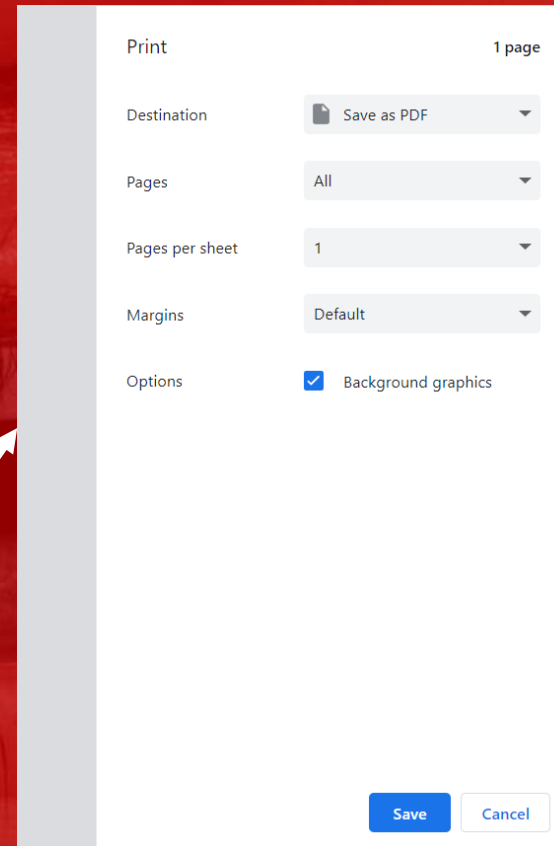 Print 1 page
Destination Save as PDF
Pages All
Pages per sheet 1
Margins Default
Options Background graphics
Save Cancel